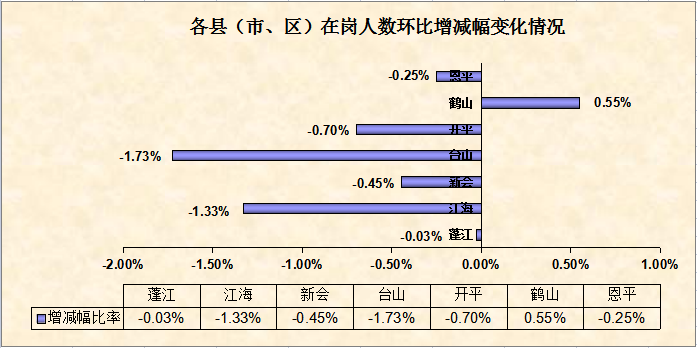 各县（市、区）在岗人数环比增减幅变化情况
-0.25% 恩平
鹤山 0.55%
-0.70% 开平
-1.73% 台山
-0.45% 新会
-1.33% 江海
-0.03% 蓬江
-2.00% -1.50% -1.00% -0.50% 0.00% 0.50% 1.00%
蓬江 江海 新会 台山 开平 鹤山 恩平
增减幅比率 -0.03% -1.33% -0.45% -1.73% -0.70% 0.55% -0.25%